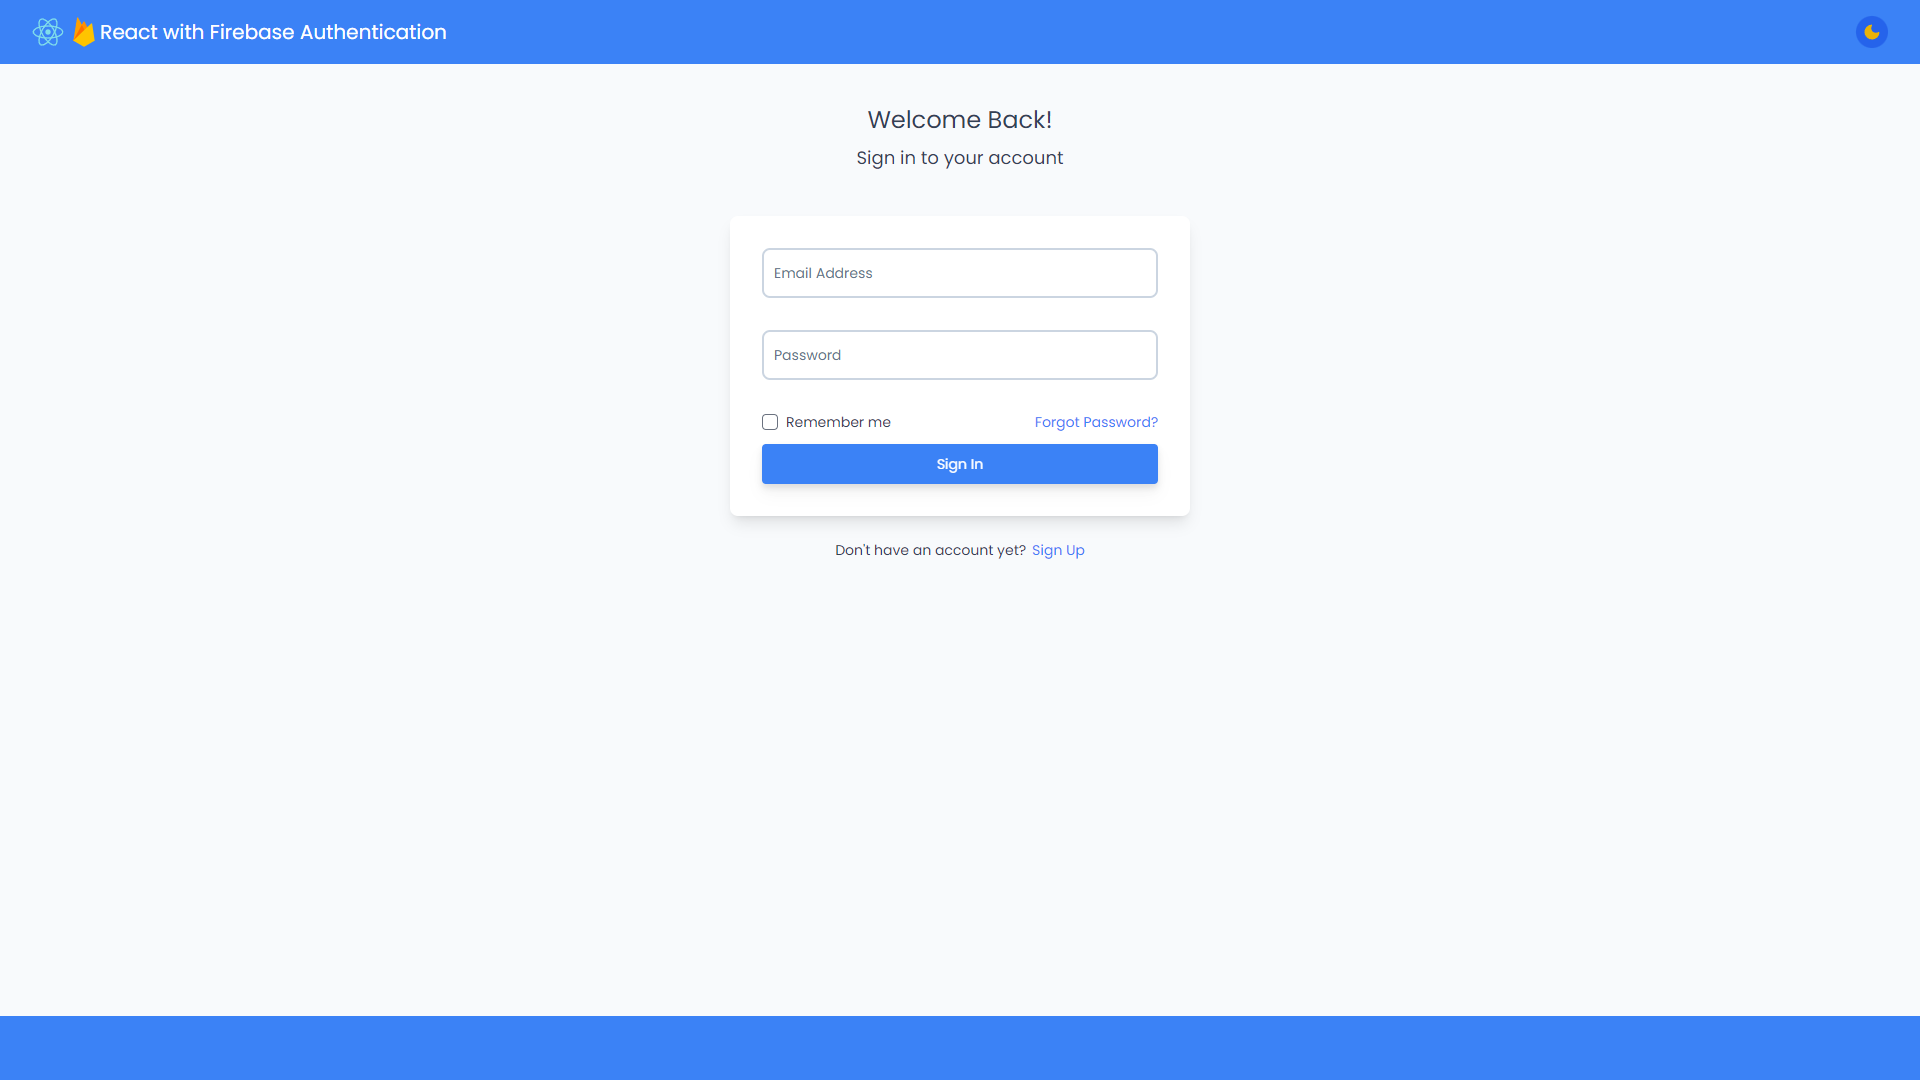 React with Firebase Authentication
Welcome Back!
Sign in to your account
Email Address
Password
Remember me
Forgot Password?
Sign In
Don't have an account yet? Sign Up